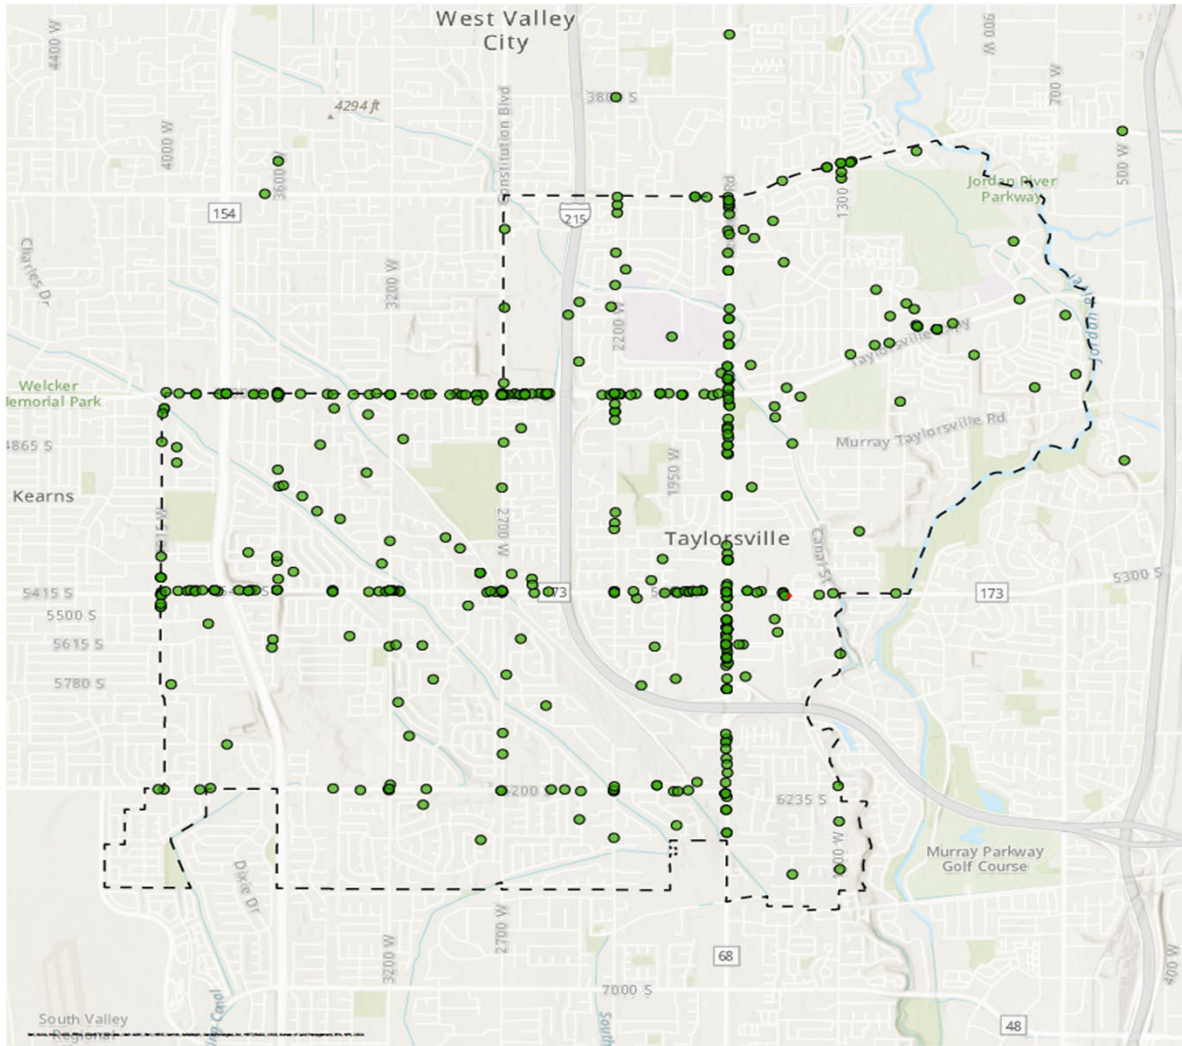 West Valley
City
4400 W
900 W
700 W
3800 S
Constitution Blvd
4294 ft
4000 W
3600 W
500 W
Jordan River
Parkway
1300
Rd
154
215
Charles Dr
3200 W
2200 W
Taylorsville
Jordan R
Welcker
Memorial Park
Murray Taylorsville Rd
4865 S
1950 W
Kearns
2700 W
Taylorsville
Canal St
5300 S
5415 S
173
173
5500 S
5615 S
5780 S
6200 S
6235 S
Dixie Dr
Murray Parkway
Golf Course
3200 W
2700 W
68
400 W
7000 S
South Valley
Regional
South
48